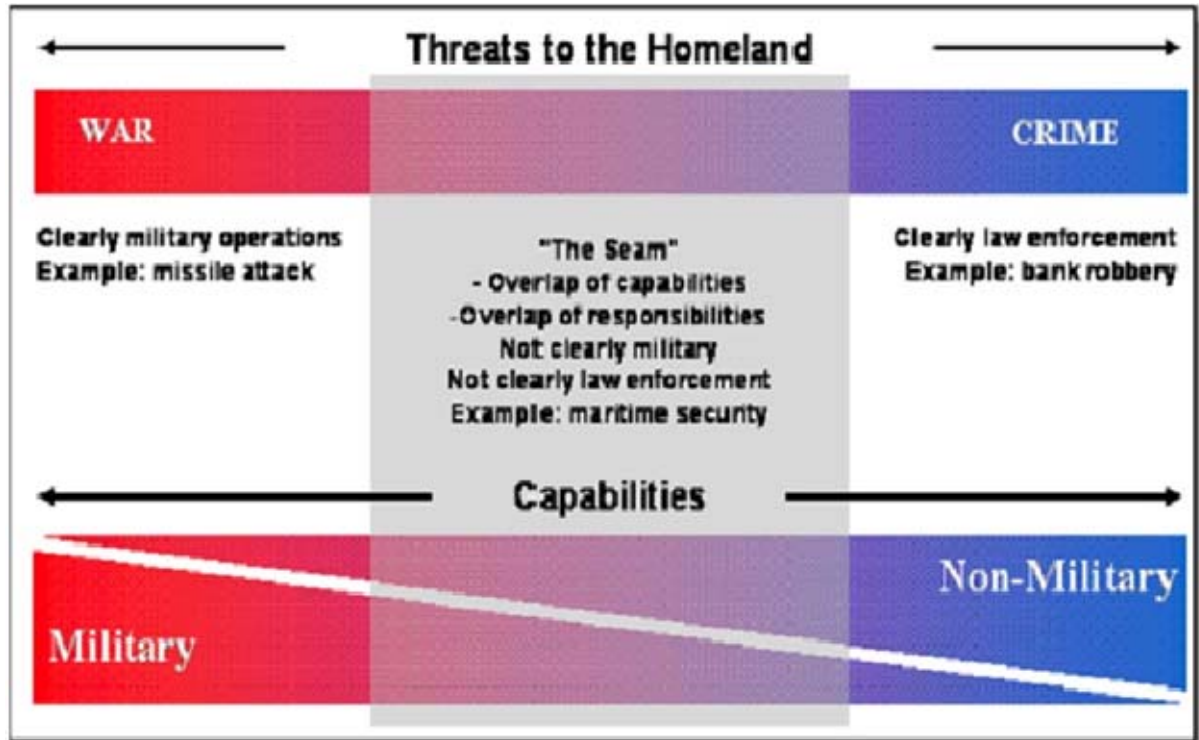 Threats to the Homeland
WAR
CRIME
Clearly military operations
Example: missile attack
"The Seam"
- Overlap of capabilities
-Overlap of responsibilities
Not clearly military
Not clearly law enforcement
Example: maritime security
Clearly law enforcement
Example: bank robbery
Capabilities
Non-Military
Military